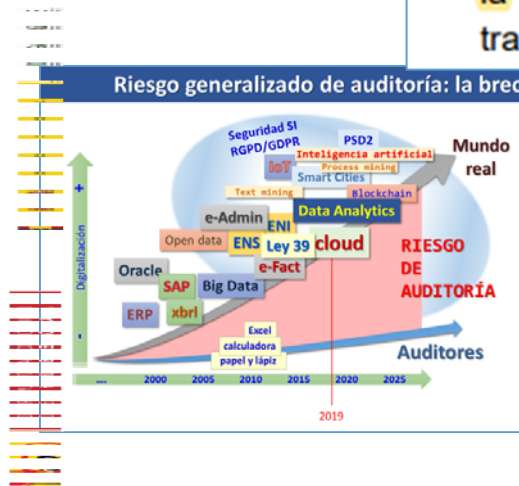 la
tra
Riesgo generalizado de auditoría: la brec
Seguridad SI
RGPD/GDPR
PSD2
Inteligencia artificial
IoT
Process mining
Smart Cities
Text mining
Blockchain
Mundo
real
Data Analytics
e-Admin
ENI
Open data
ENS
Ley 39
cloud
e-Fact
Oracle
SAP
Big Data
ERP
xbrl
RIESGO
DE
AUDITORÍA
+
Digitalización
-
Excel
calculadora
papel y lápiz
Auditores
.... 2000 2005 2010 2015 2020 2025
2019